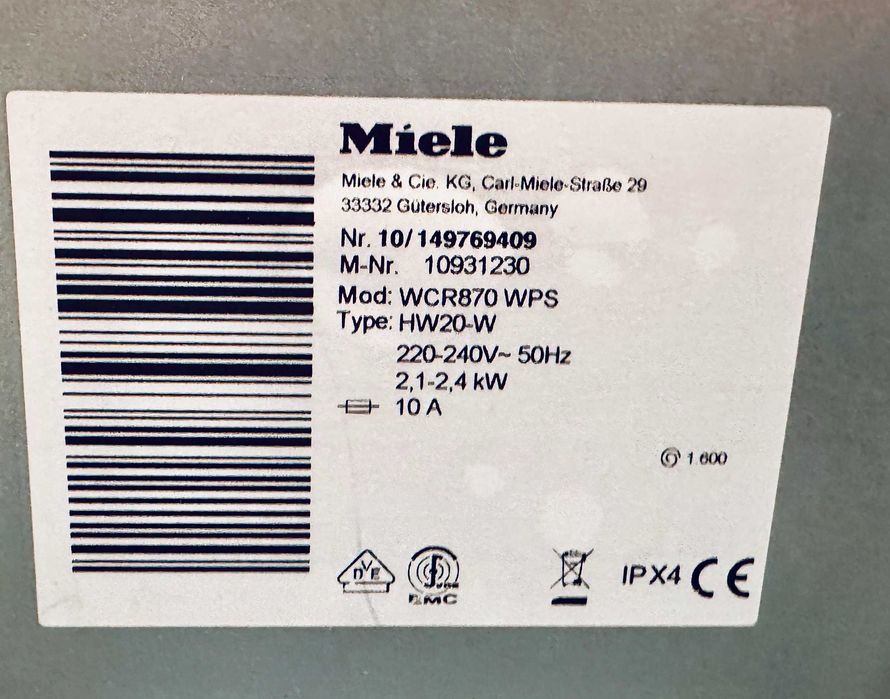 Miele
Miele & Cie. KG, Carl-Miele-Straße 29
33332 Gütersloh, Germany
Nr. 10/149769409
M-Nr. 10931230
Mod: WCR870 WPS
Type: HW20-W
220-240V~ 50Hz
2,1-2,4 kW
10 A
1.600
DVE
EMC
IPX4 CE